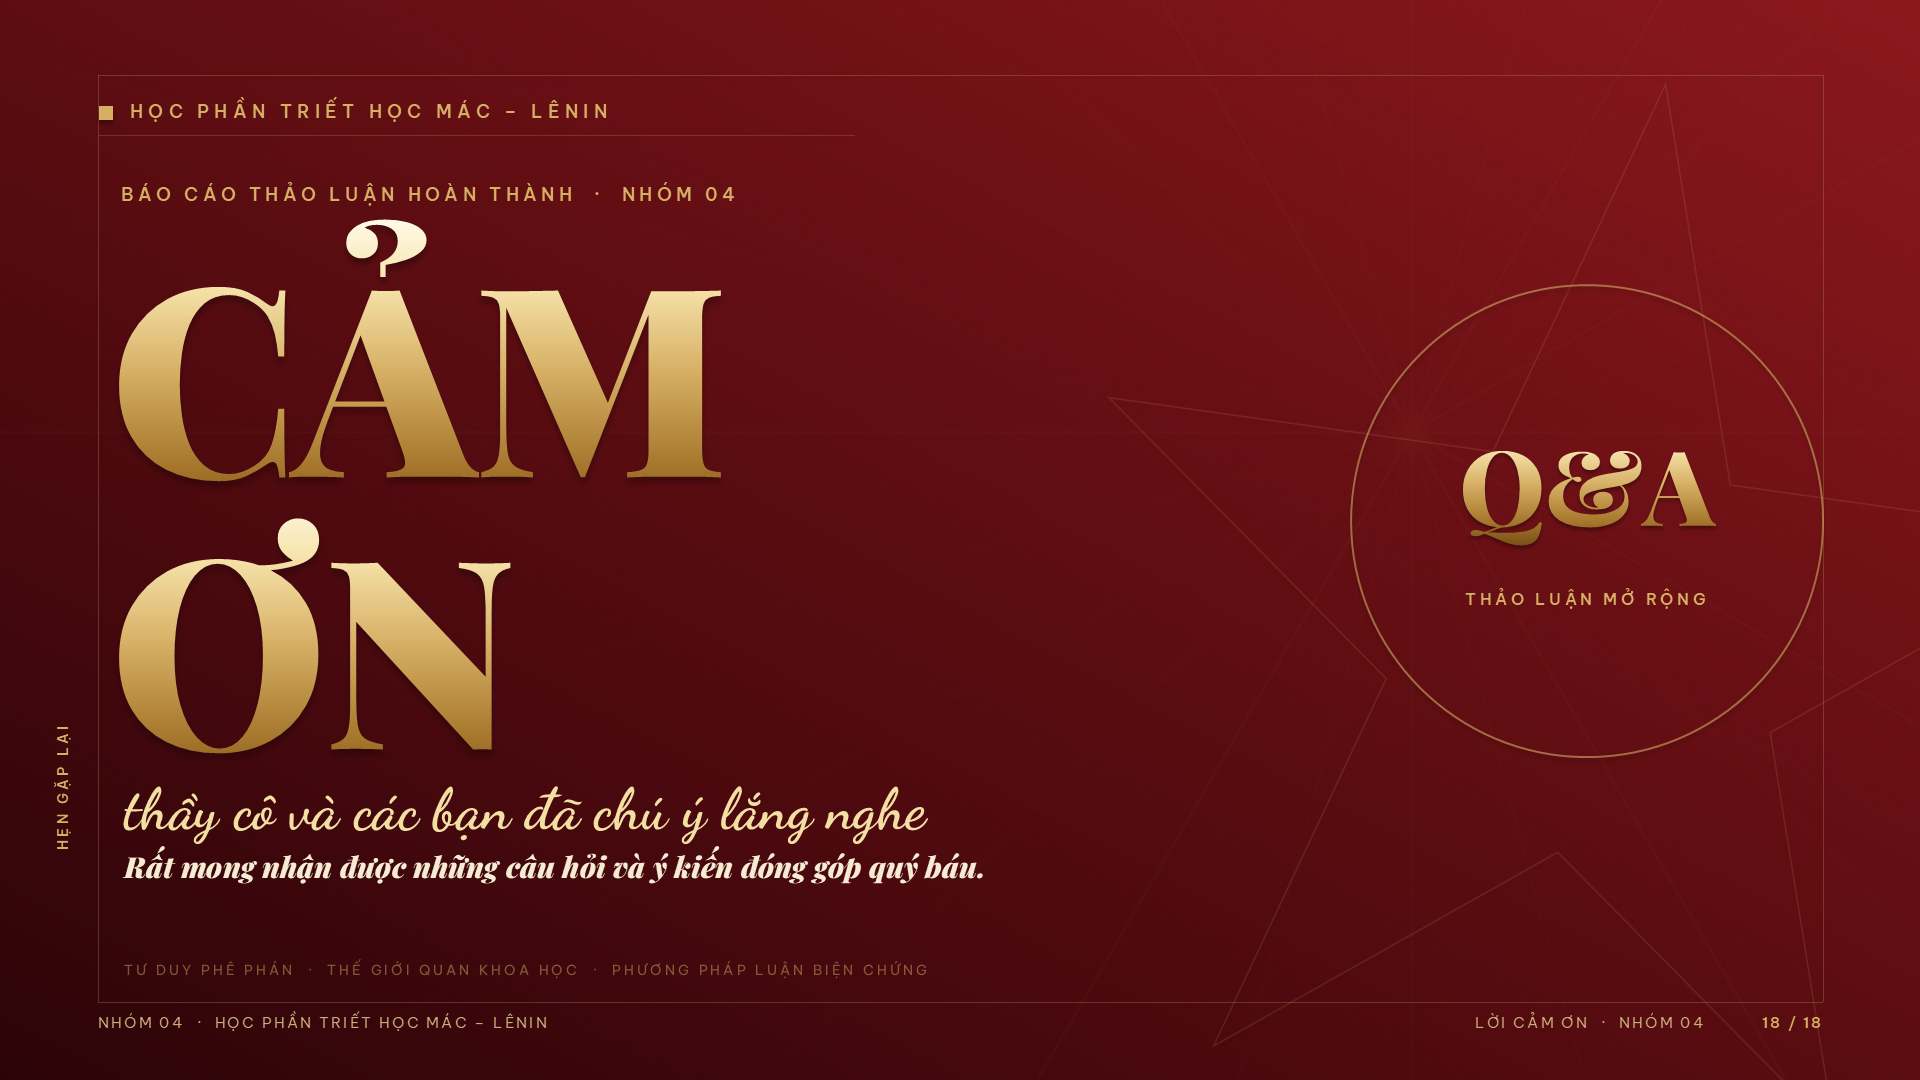 HỌC PHẦN TRIẾT HỌC MÁC – LÊNIN
BÁO CÁO THẢO LUẬN HOÀN THÀNH · NHÓM 04
CẢM
ƠN
thầy cô và các bạn đã chú ý lắng nghe
Rất mong nhận được những câu hỏi và ý kiến đóng góp quý báu.
TƯ DUY PHÊ PHÁN · THẾ GIỚI QUAN KHOA HỌC · PHƯƠNG PHÁP LUẬN BIỆN CHỨNG
Q&A
THẢO LUẬN MỞ RỘNG
HẸN GẶP LẠI
NHÓM 04 · HỌC PHẦN TRIẾT HỌC MÁC – LÊNIN
LỜI CẢM ƠN · NHÓM 04
18 / 18